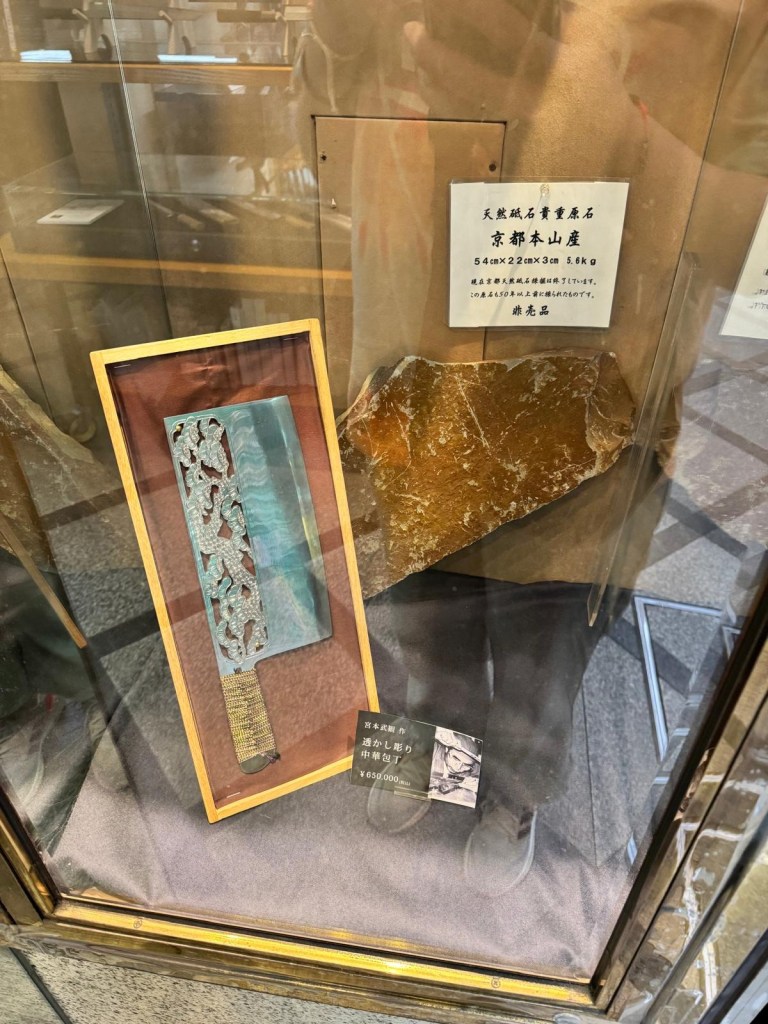 天然砥石貴重原石
京都本山産
54cm×22cm×3cm 5.6kg
現在京都天然砥石採掘は終了しています。
この原石も50年以上前に採られたものです。
非売品
宮本武 作
透かし彫り
中華包丁
¥650,000